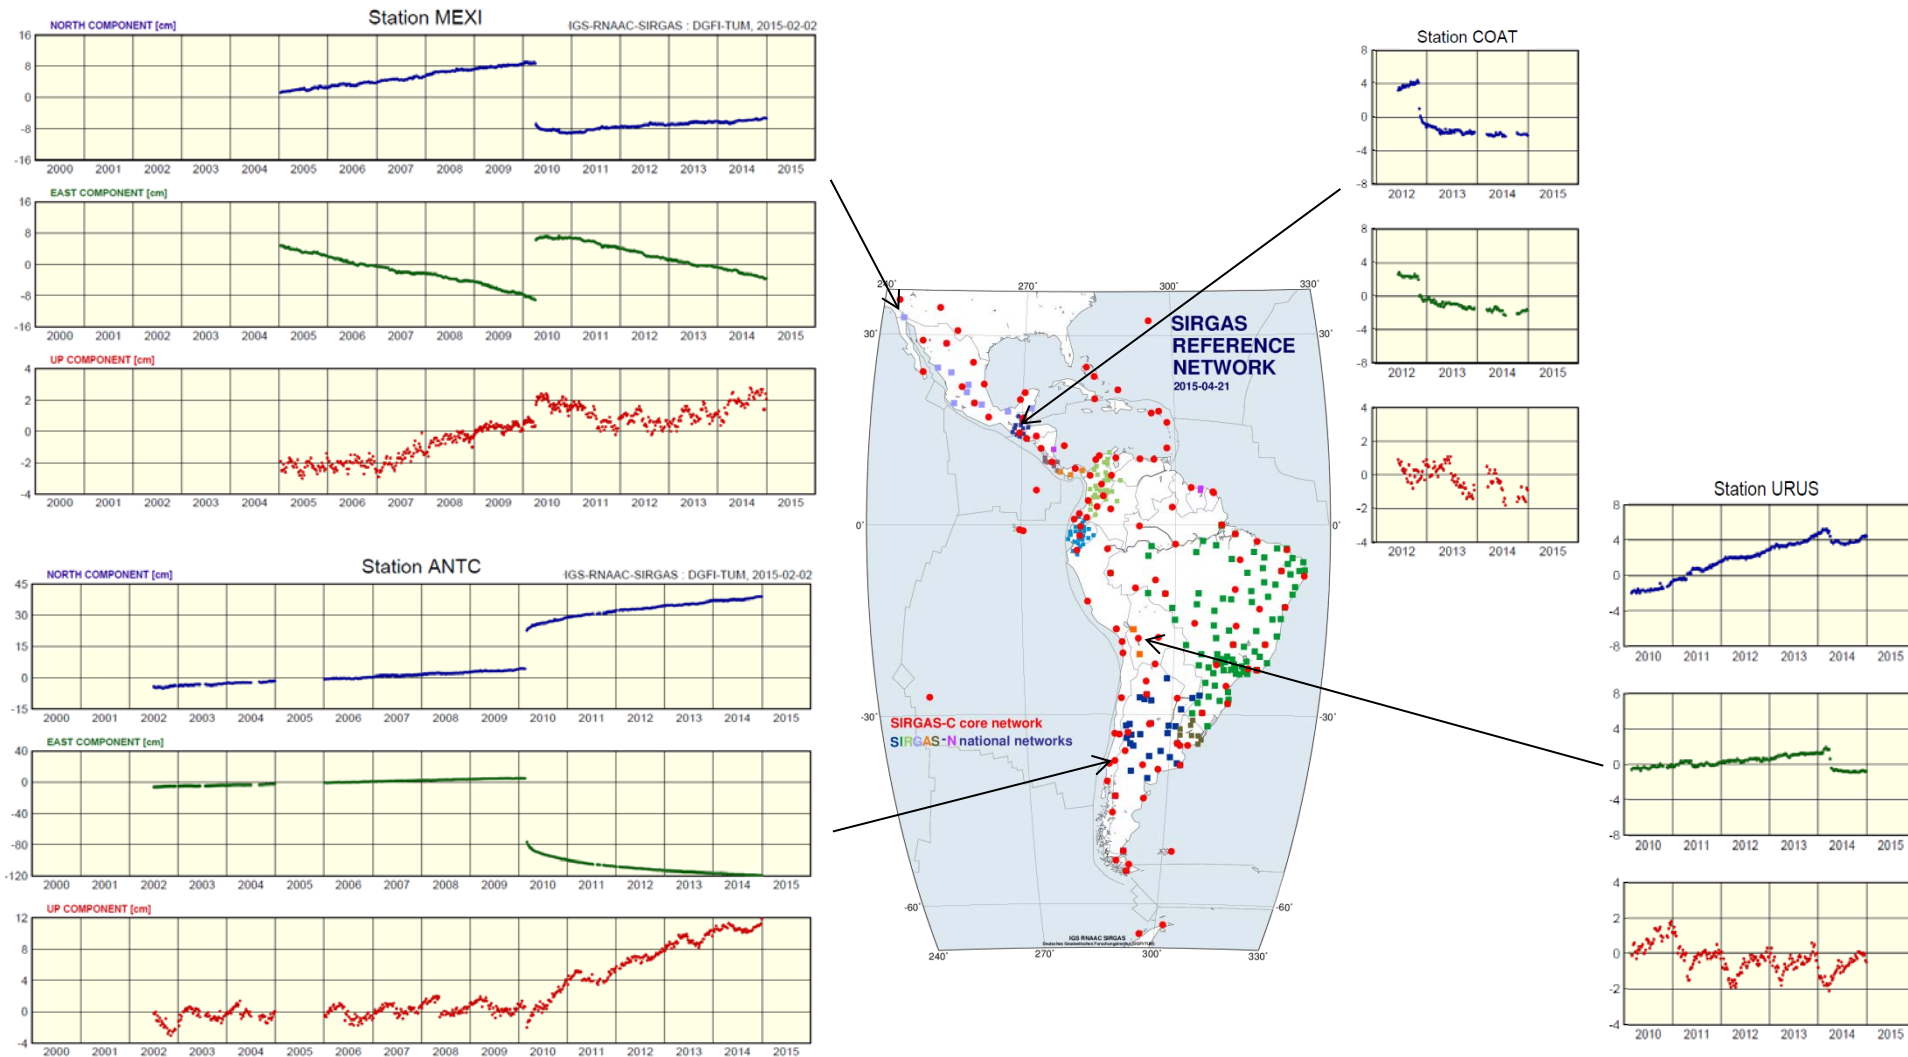 Station MEXI
NORTH COMPONENT [cm]
IGS-RNAAC-SIRGAS : DGFI-TUM, 2015-02-02
16
8
0
-8
-16
2000 2001 2002 2003 2004 2005 2006 2007 2008 2009 2010 2011 2012 2013 2014 2015
EAST COMPONENT [cm]
16
8
0
-8
-16
2000 2001 2002 2003 2004 2005 2006 2007 2008 2009 2010 2011 2012 2013 2014 2015
UP COMPONENT [cm]
4
2
0
-2
-4
2000 2001 2002 2003 2004 2005 2006 2007 2008 2009 2010 2011 2012 2013 2014 2015
Station ANTC
NORTH COMPONENT [cm]
IGS-RNAAC-SIRGAS : DGFI-TUM, 2015-02-02
45
30
15
0
-15
2000 2001 2002 2003 2004 2005 2006 2007 2008 2009 2010 2011 2012 2013 2014 2015
EAST COMPONENT [cm]
40
0
-40
-80
-120
2000 2001 2002 2003 2004 2005 2006 2007 2008 2009 2010 2011 2012 2013 2014 2015
UP COMPONENT [cm]
12
8
4
0
-4
2000 2001 2002 2003 2004 2005 2006 2007 2008 2009 2010 2011 2012 2013 2014 2015
240° 270° 300° 330°
30° 30°
SIRGAS
REFERENCE
NETWORK
2015-04-21
0° 0°
-30° -30°
SIRGAS-C core network
SIRGAS-N national networks
-60° -60°
IGS RNAAC SIRGAS
240° 270° 300° 330°
Station COAT
8
4
0
-4
-8
2012 2013 2014 2015
8
4
0
-4
-8
2012 2013 2014 2015
4
2
0
-2
-4
2012 2013 2014 2015
Station URUS
8
4
0
-4
-8
2010 2011 2012 2013 2014 2015
8
4
0
-4
-8
2010 2011 2012 2013 2014 2015
4
2
0
-2
-4
2010 2011 2012 2013 2014 2015